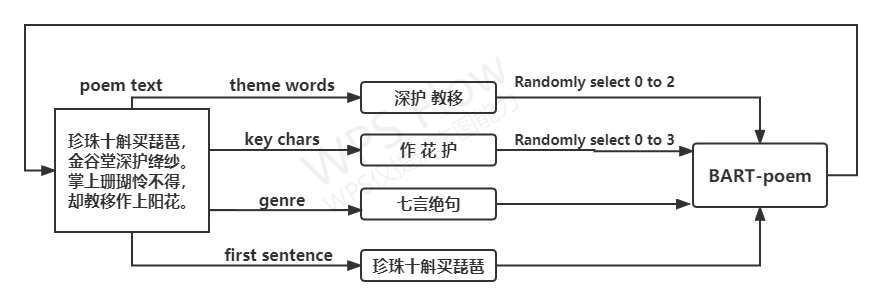 poem text
theme words
深护 教移
Randomly select 0 to 2
珍珠十斛买琵琶，
金谷堂深护绛纱。
掌上珊瑚怜不得，
却教移作上阳花。
key chars
作 花 护
Randomly select 0 to 3
BART-poem
genre
七言绝句
first sentence
珍珠十斛买琵琶
WPS FLOW